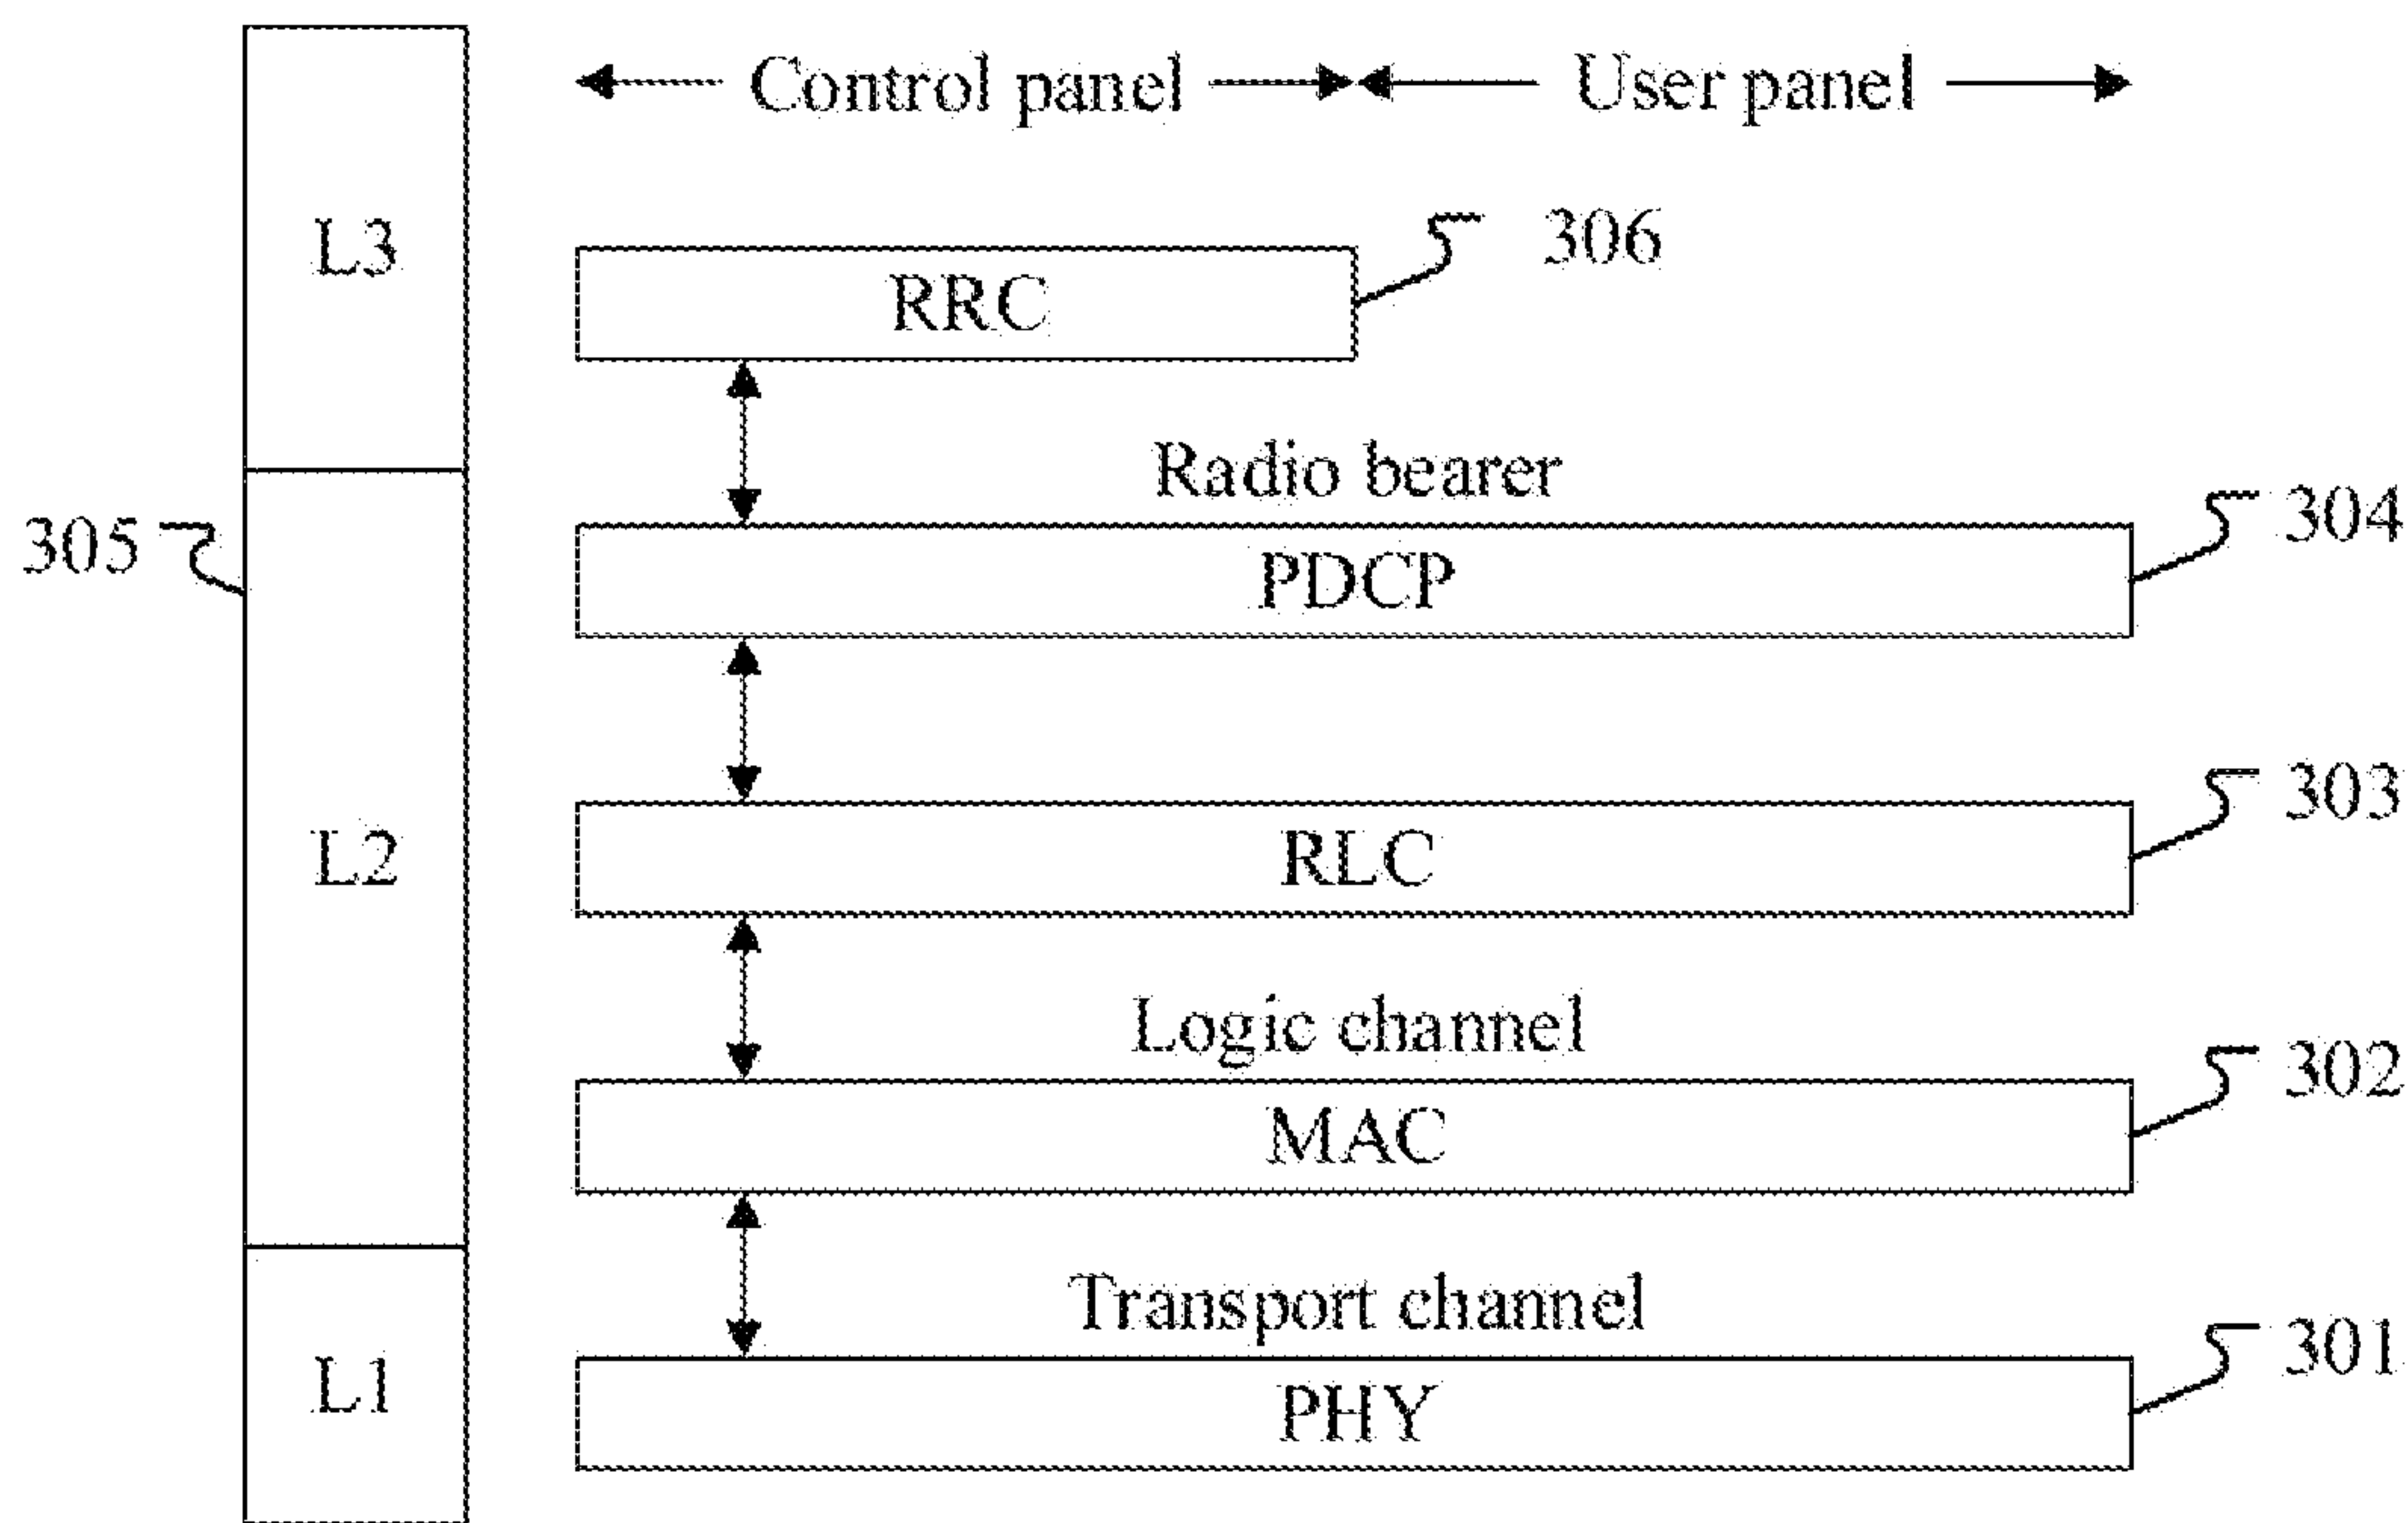 Control panel User panel
L3
306
RRC
Radio bearer
305
304
PDCP
303
L2
RLC
Logic channel
302
MAC
Transport channel
301
L1
PHY